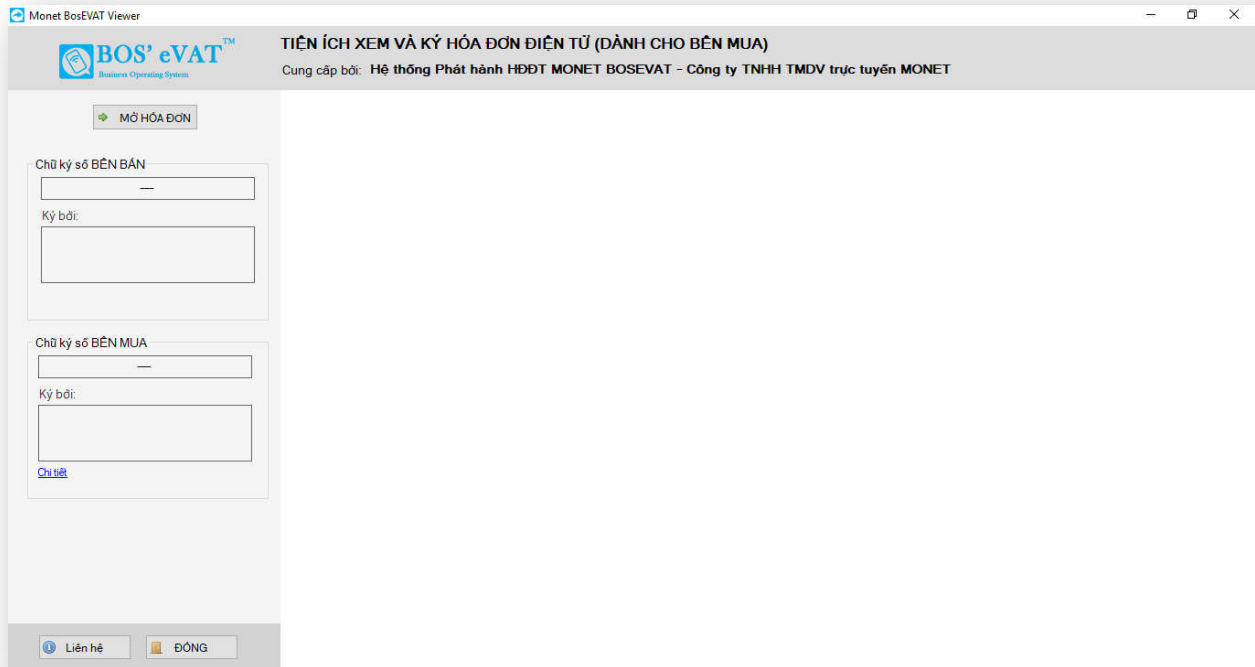 Monet BosEVAT Viewer
BOS' eVAT™
Business Operating System
TIỆN ÍCH XEM VÀ KÝ HÓA ĐƠN ĐIỆN TỬ (DÀNH CHO BÊN MUA)
Cung cấp bởi: Hệ thống Phát hành HĐĐT MONET BOSEVAT - Công ty TNHH TMDV trực tuyến MONET
MỞ HÓA ĐƠN
Chữ ký số BÊN BÁN
---
Ký bởi:
Chữ ký số BÊN MUA
---
Ký bởi:
Chi tiết
Liên hệ
ĐÓNG